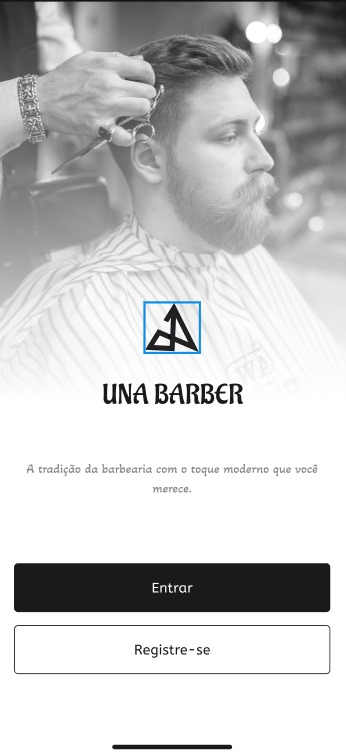 UNA BARBER
A tradição da barbearia com o toque moderno que você
merece.
Entrar
Registre-se